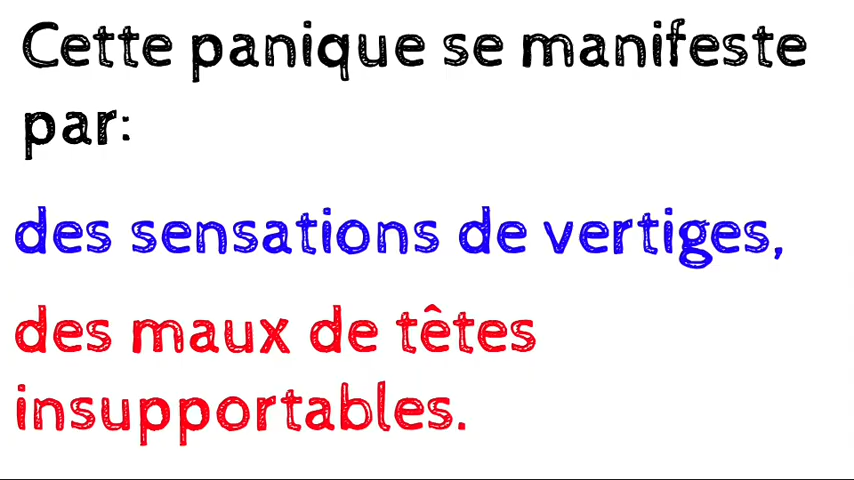 Cette panique se manifeste
par:
des sensations de vertiges,
des maux de têtes
insupportables.